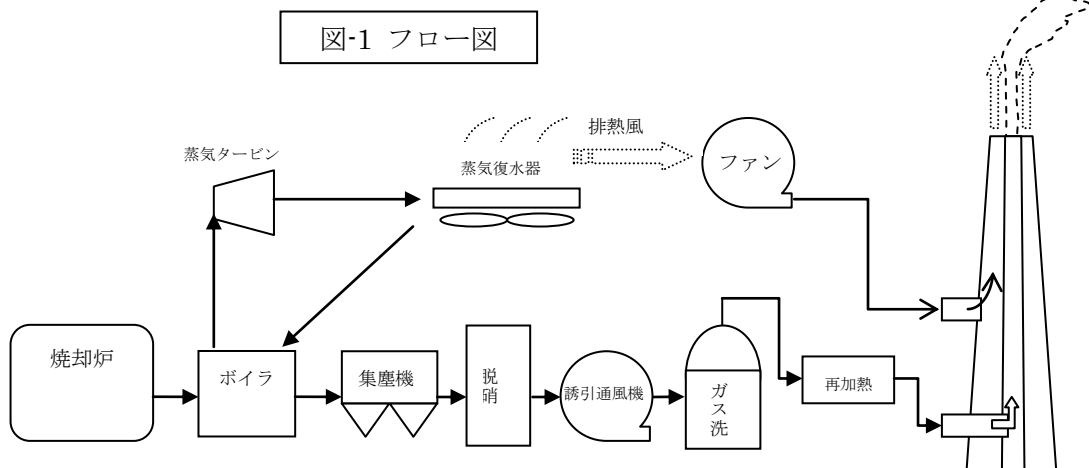 図-1 フロー図
排熱風
蒸気タービン
蒸気復水器
ファン
焼却炉
ボイラ
集塵機
脱硝
誘引通風機
ガス洗
再加熱